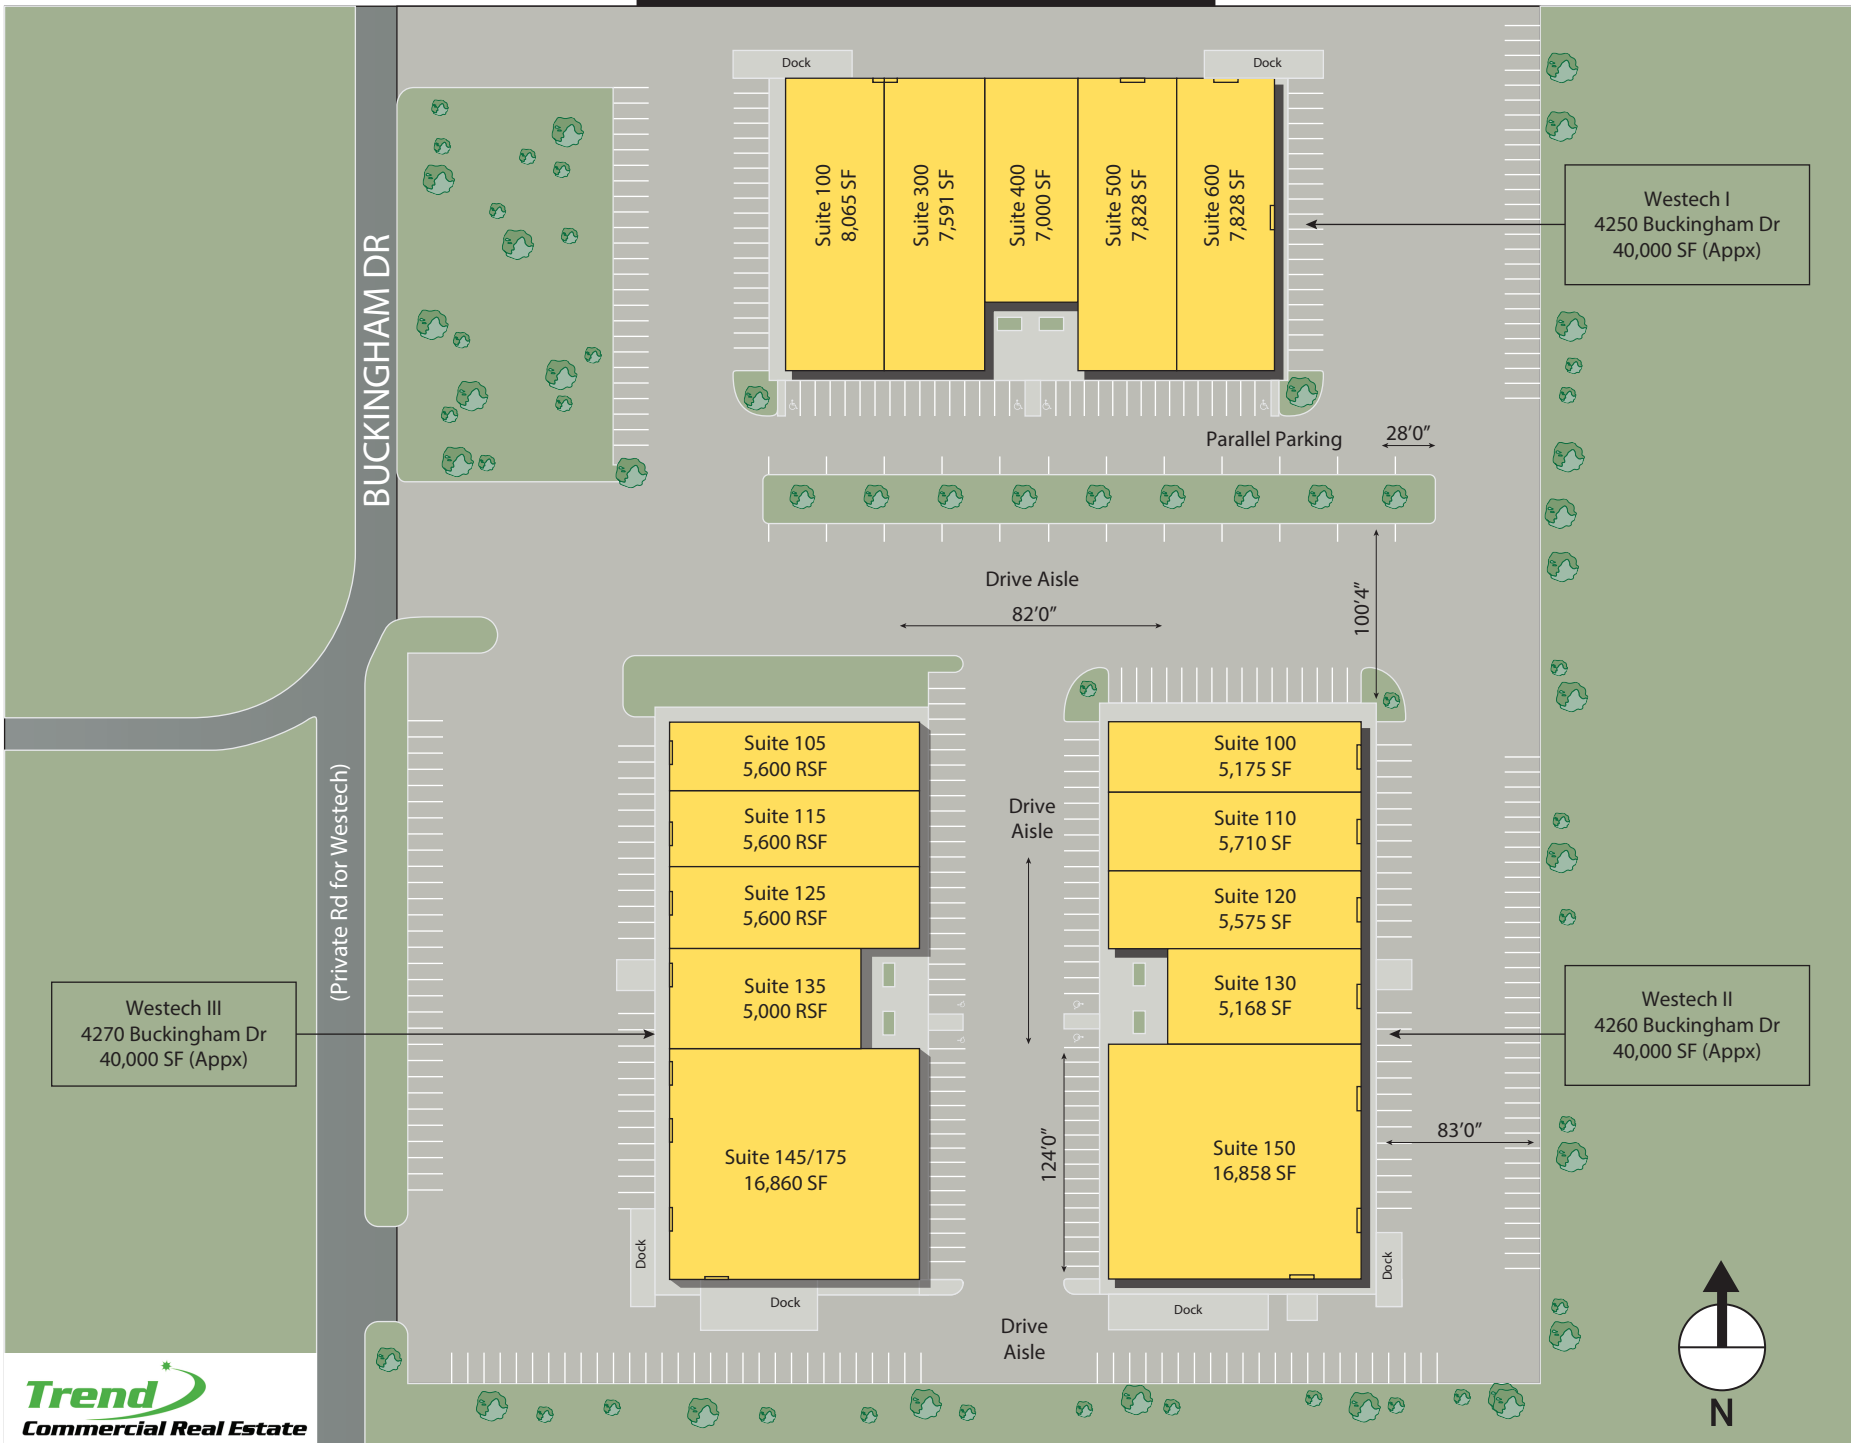 Dock
Dock
Suite 100
8,065 SF
Suite 300
7,591 SF
Suite 400
7,000 SF
Suite 500
7,828 SF
Suite 600
7,828 SF
Westech I
4250 Buckingham Dr
40,000 SF (Appx)
BUCKINGHAM DR
Parallel Parking
28'0"
Drive Aisle
82'0"
100'4"
Suite 105
5,600 RSF
Suite 115
5,600 RSF
Suite 125
5,600 RSF
Suite 135
5,000 RSF
Suite 145/175
16,860 SF
Drive
Aisle
Suite 100
5,175 SF
Suite 110
5,710 SF
Suite 120
5,575 SF
Suite 130
5,168 SF
Suite 150
16,858 SF
(Private Rd for Westech)
Westech III
4270 Buckingham Dr
40,000 SF (Appx)
Westech II
4260 Buckingham Dr
40,000 SF (Appx)
124'0"
83'0"
Dock
Dock
Dock
Dock
Drive
Aisle
Trend
Commercial Real Estate
N